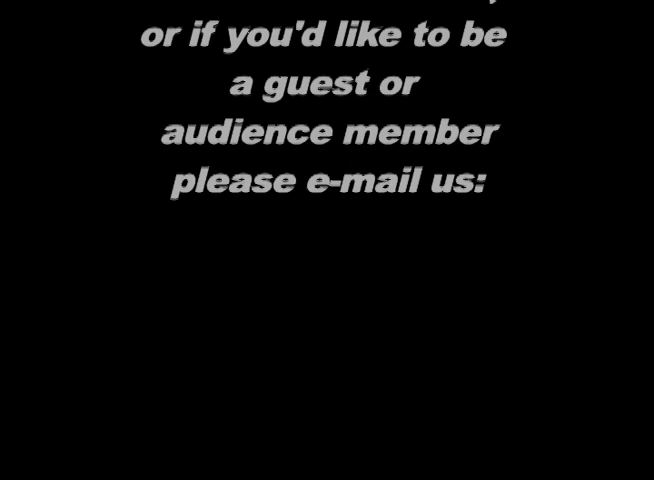 or if you'd like to be
a guest or
audience member
please e-mail us: